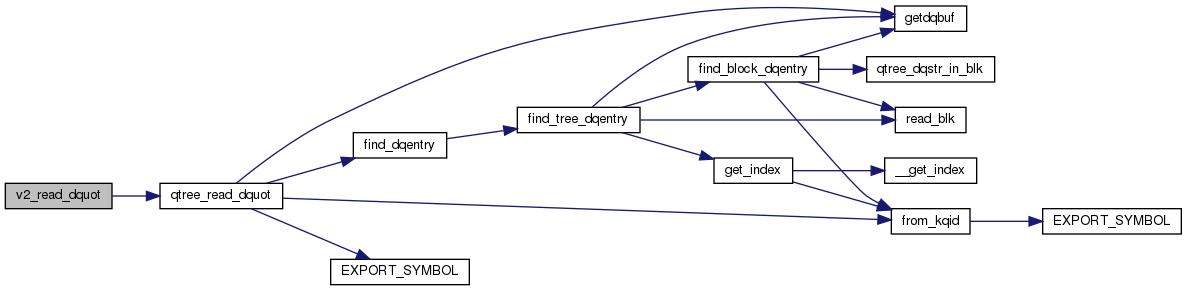 v2_read_dquot
qtree_read_dquot
find_dqentry
EXPORT_SYMBOL
find_tree_dqentry
find_block_dqentry
get_index
getdqbuf
qtree_dqstr_in_blk
read_blk
__get_index
from_kqid
EXPORT_SYMBOL